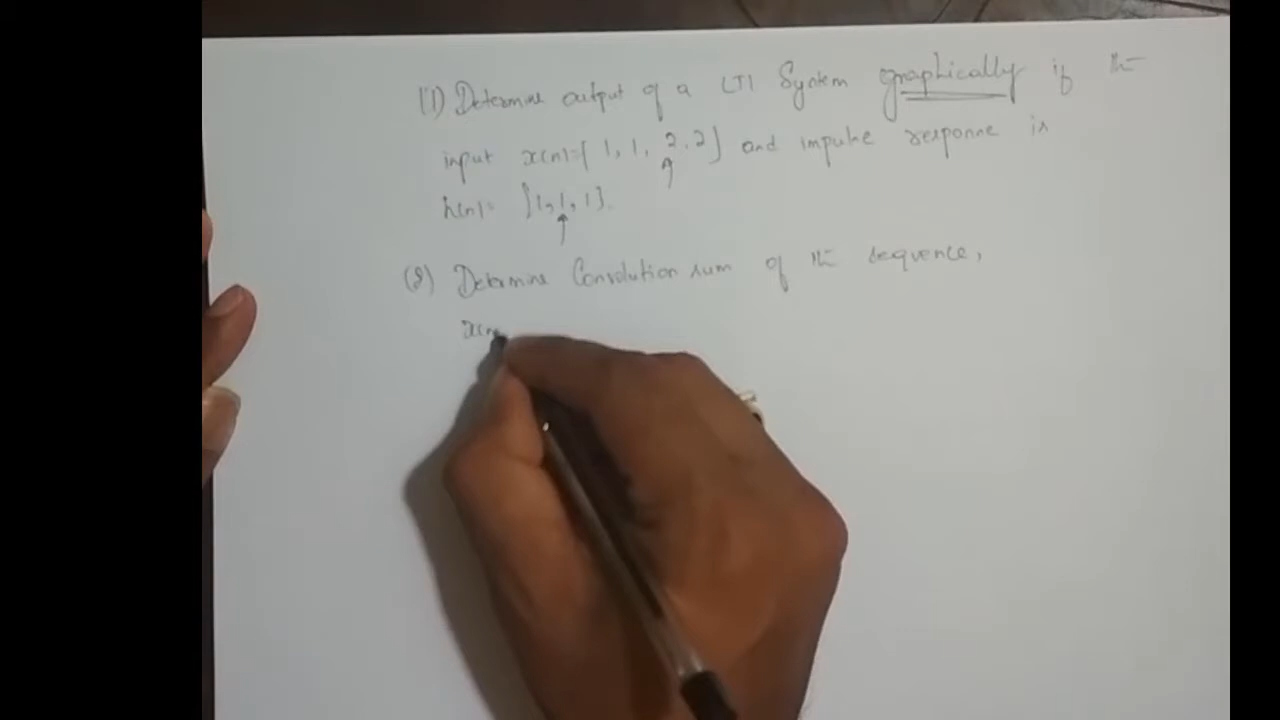 (1) Determine output of a LTI System graphically if the
input x(n)={ 1, 1, 2, 2} and impulse response is
h(n)= {1, 1, 1}.
(2) Determine Convolution sum of the sequence,
x(n